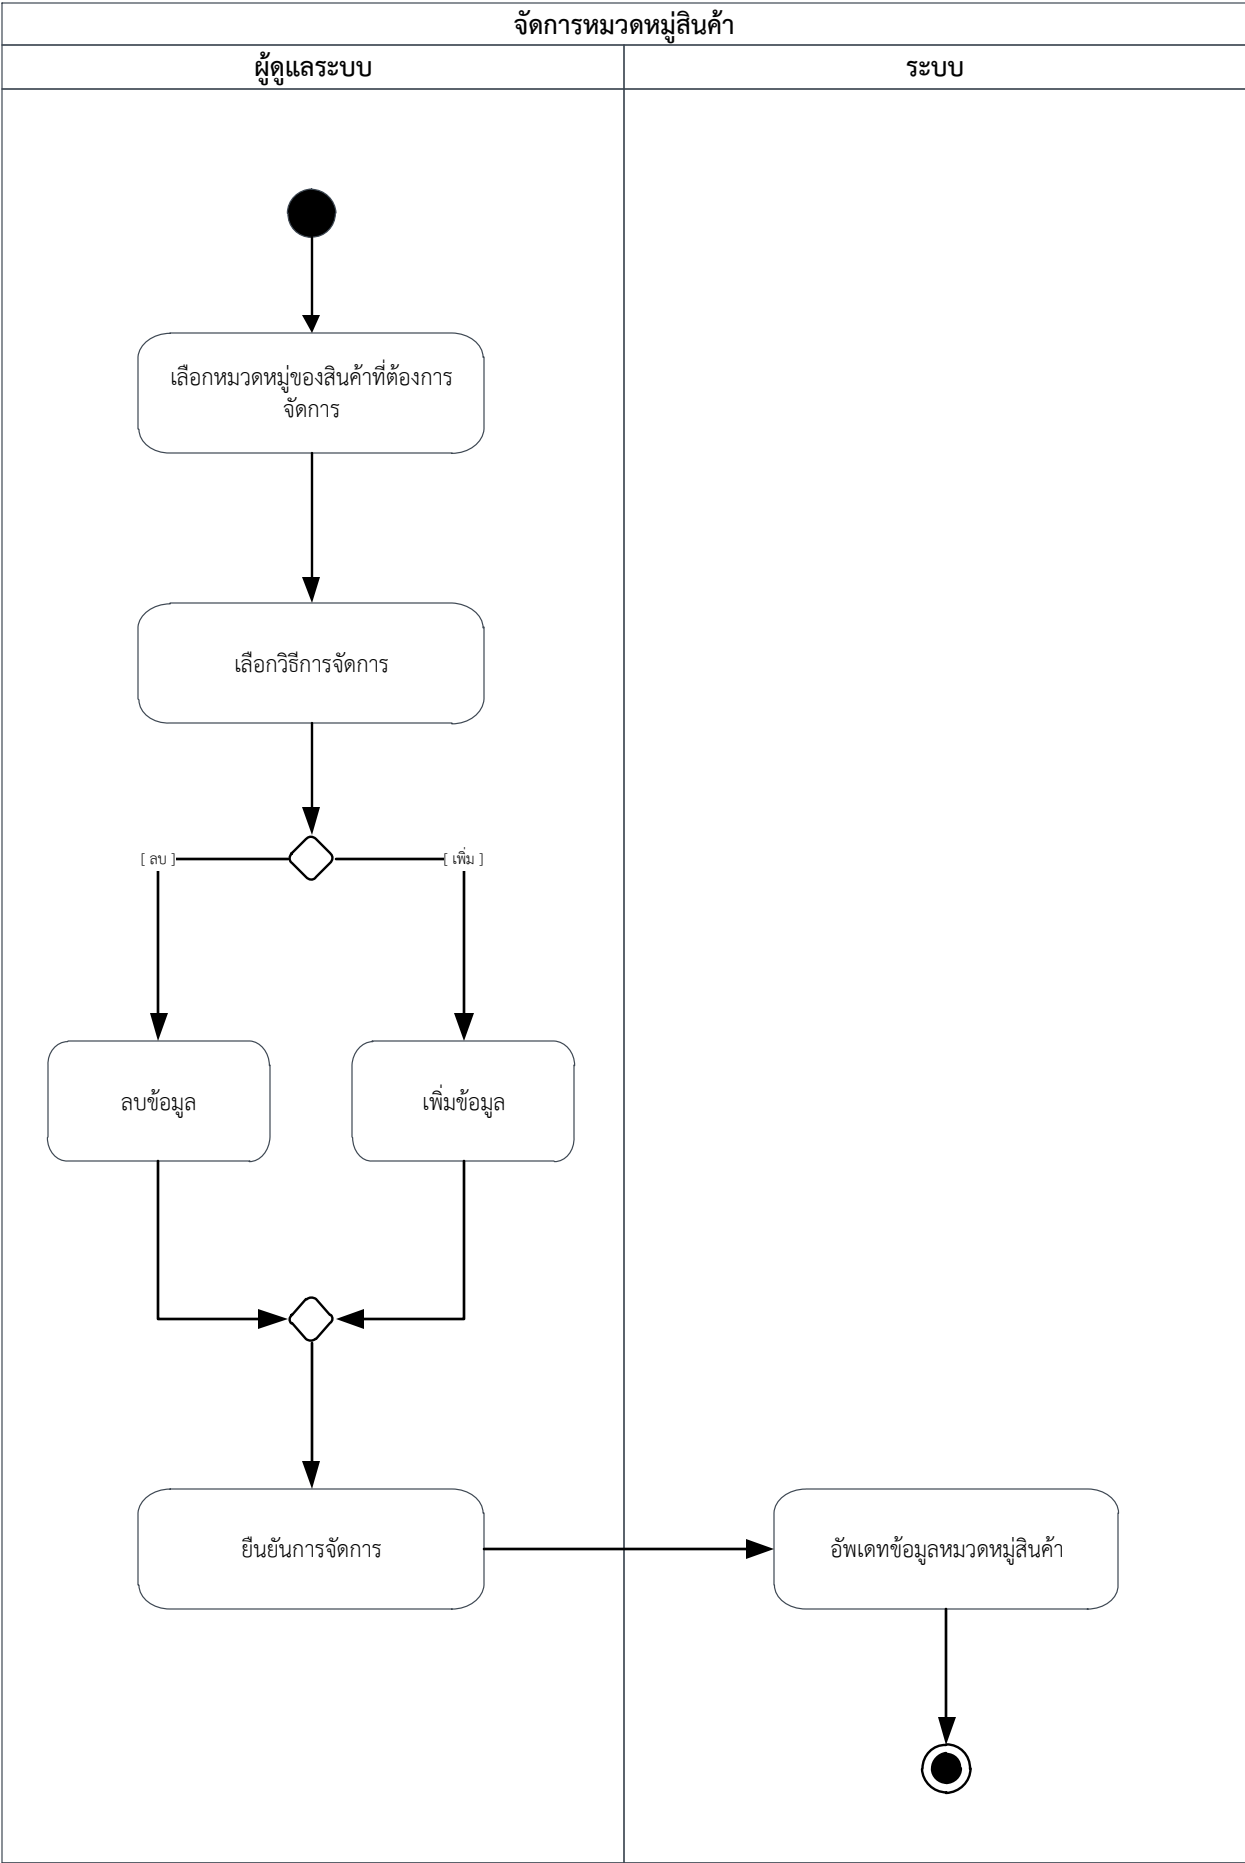 จัดการหมวดหมู่สินค้า
ผู้ดูแลระบบ
ระบบ
เลือกหมวดหมู่ของสินค้าที่ต้องการ
จัดการ
เลือกวิธีการจัดการ
[ ลบ ]
[ เพิ่ม ]
ลบข้อมูล
เพิ่มข้อมูล
ยืนยันการจัดการ
อัพเดทข้อมูลหมวดหมู่สินค้า